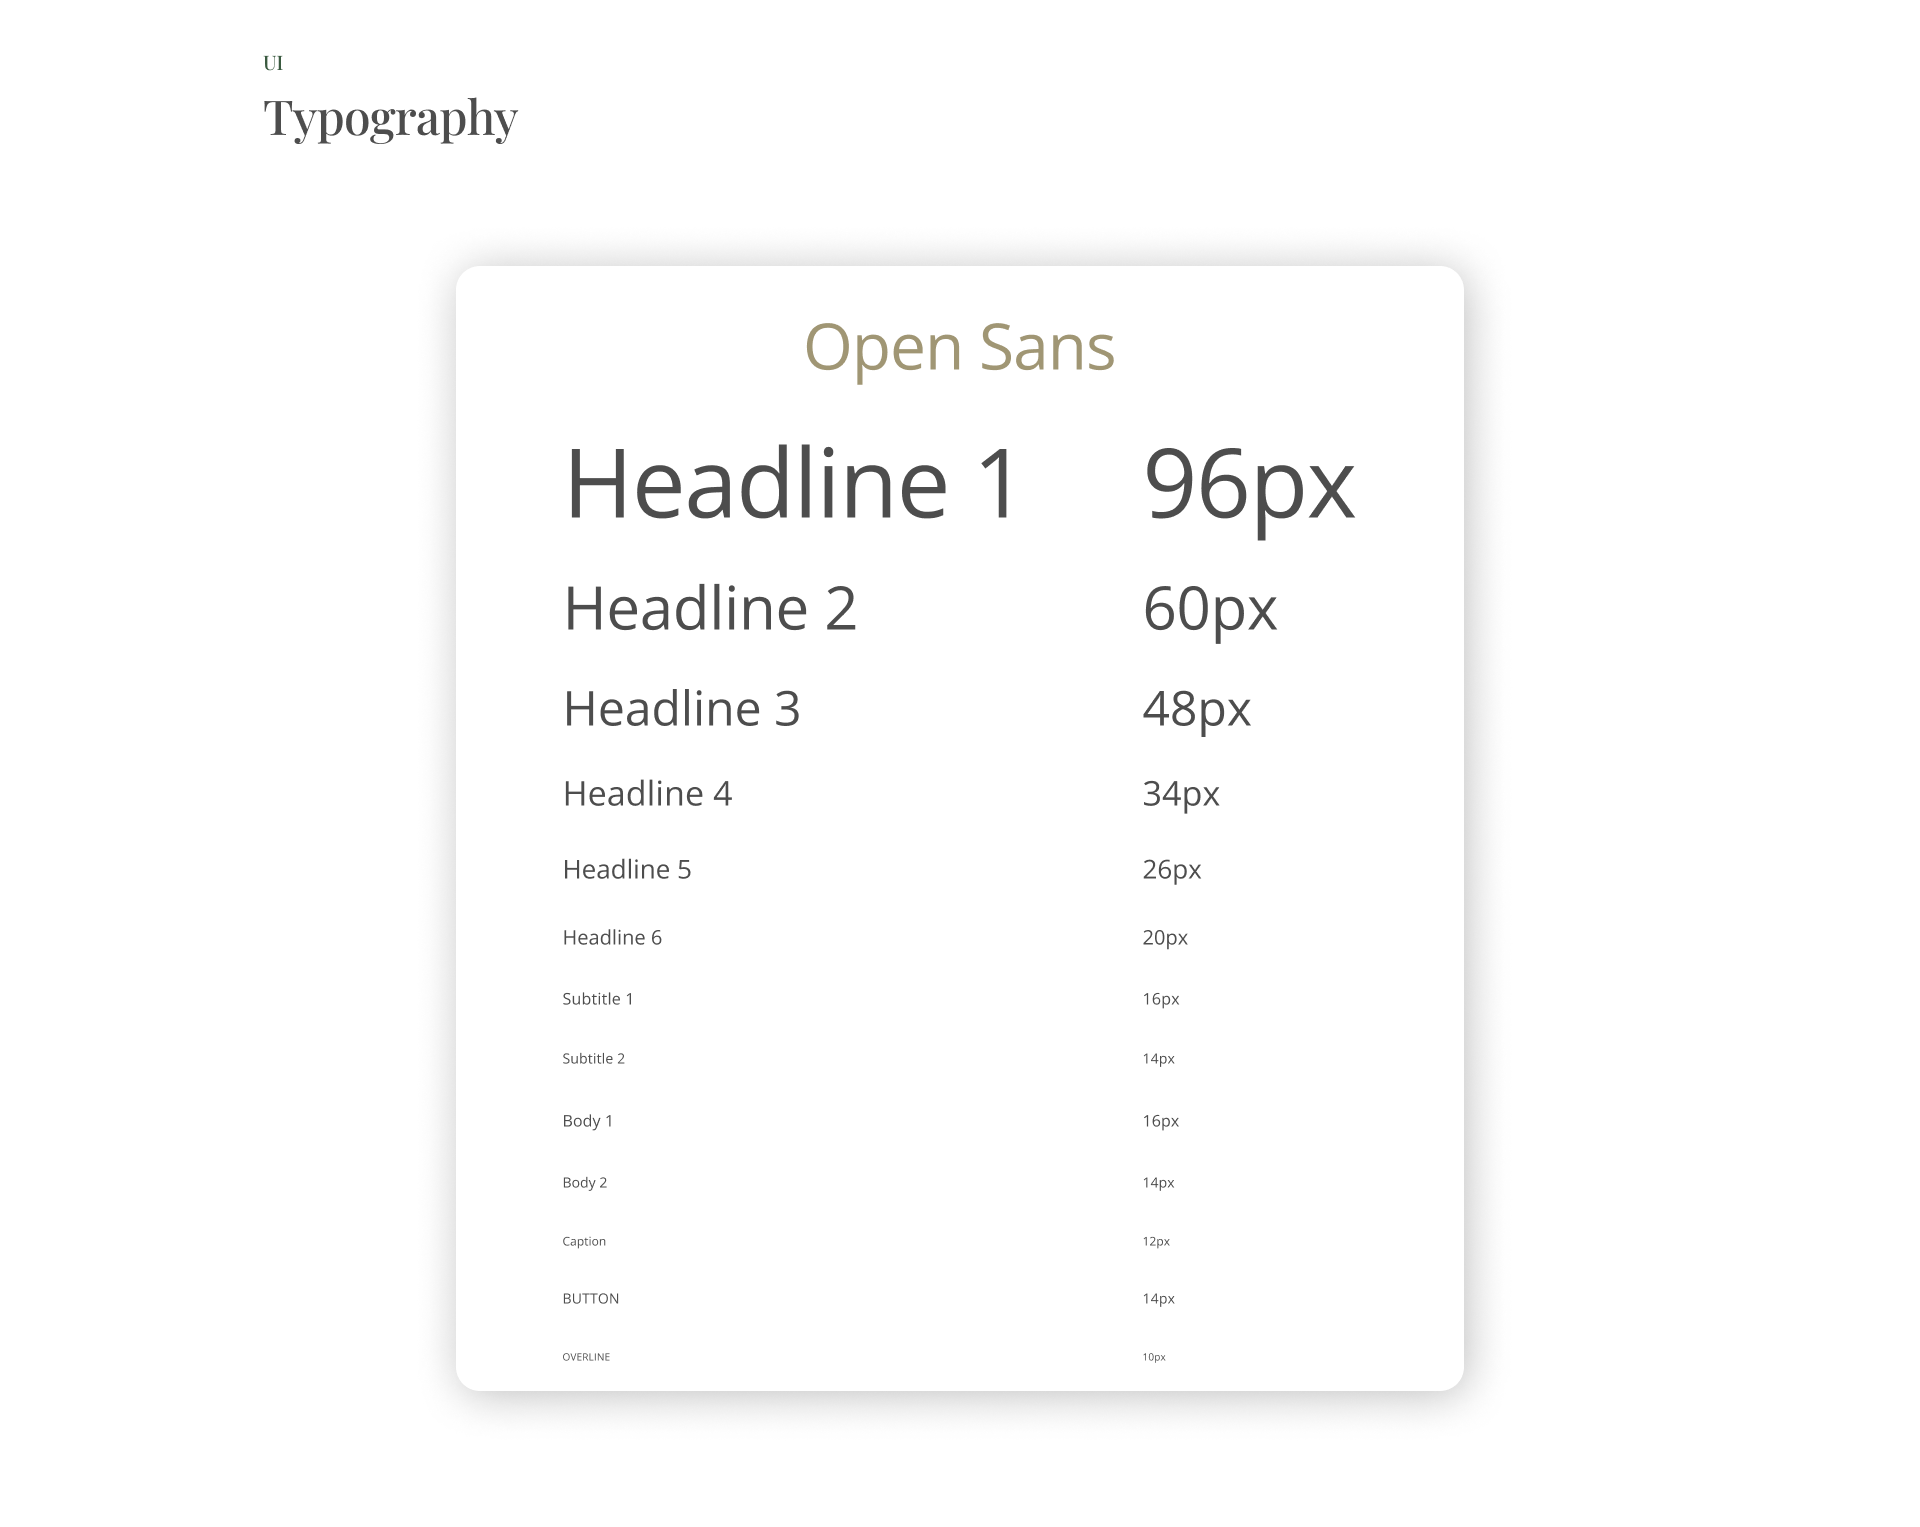 UI
Typography
Open Sans
Headline 1 96px
Headline 2 60px
Headline 3 48px
Headline 4 34px
Headline 5 26px
Headline 6 20px
Subtitle 1 16px
Subtitle 2 14px
Body 1 16px
Body 2 14px
Caption 12px
BUTTON 14px
OVERLINE 10px